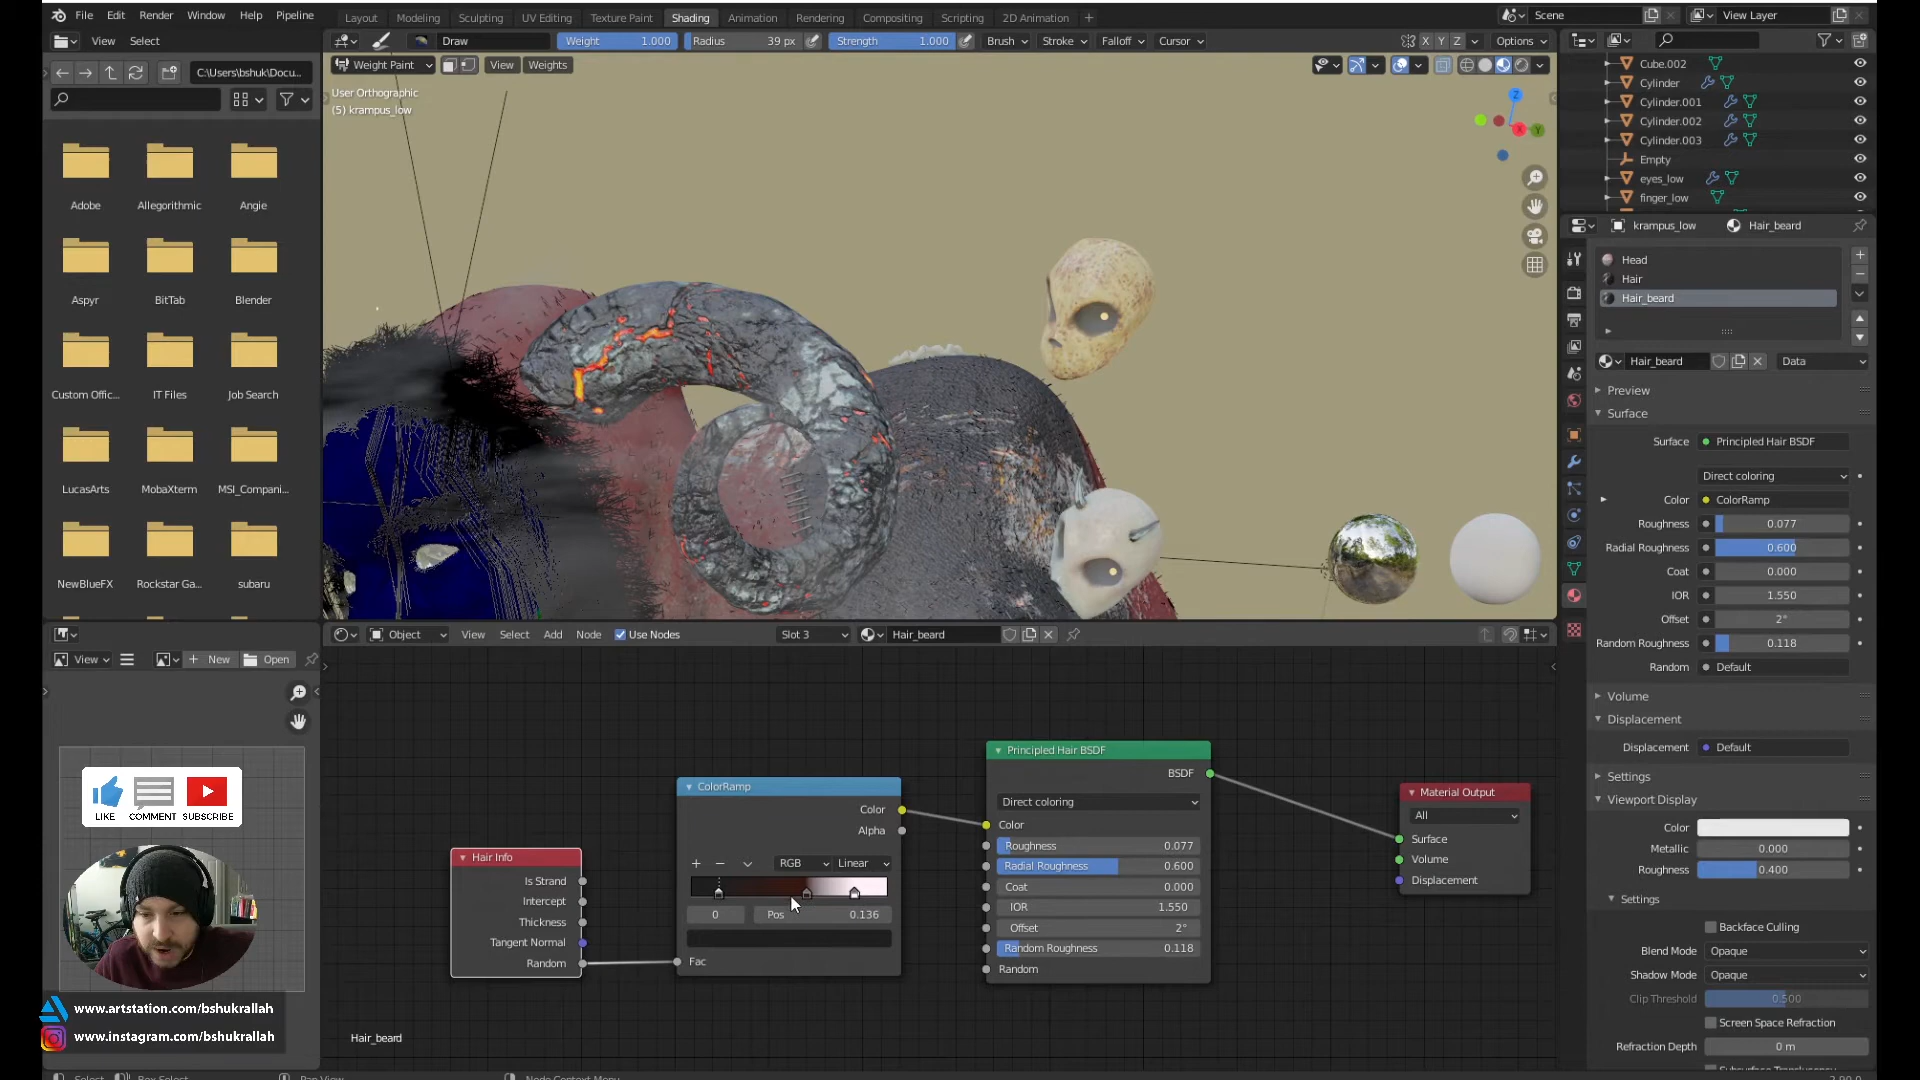 File Edit Render Window Help Pipeline Layout Modeling Sculpting UV Editing Texture Paint Shading Animation Rendering Compositing Scripting 2D Animation + Scene View Layer
View Select Draw Weight 1.000 Radius 39 px Strength 1.000 Brush Stroke Falloff Cursor X Y Z Options
C:\Users\bshuk\Docu... Weight Paint View Weights
User Orthographic
(5) krampus_low
Adobe Allegorithmic Angie
Aspyr BitTab Blender
Custom Offic... IT Files Job Search
LucasArts MobaXterm MSI_Compani...
NewBlueFX Rockstar Ga... subaru
Z
X
Y
Cube.002
Cylinder
Cylinder.001
Cylinder.002
Cylinder.003
Empty
eyes_low
finger_low
krampus_low Hair_beard
Head
Hair
Hair_beard
Hair_beard Data
Preview
Surface
Surface Principled Hair BSDF
Direct coloring
Color ColorRamp
Roughness 0.077
Radial Roughness 0.600
Coat 0.000
IOR 1.550
Offset 2°
Random Roughness 0.118
Random Default
Volume
Displacement
Displacement Default
Settings
Viewport Display
Color
Metallic 0.000
Roughness 0.400
Settings
Backface Culling
Blend Mode Opaque
Shadow Mode Opaque
Clip Threshold 0.500
Screen Space Refraction
Refraction Depth 0 m
View New Open
LIKE COMMENT SUBSCRIBE
www.artstation.com/bshukrallah
www.instagram.com/bshukrallah
Object View Select Add Node Use Nodes Slot 3 Hair_beard
Hair Info
Is Strand
Intercept
Thickness
Tangent Normal
Random
ColorRamp
Color
Alpha
+ − RGB Linear
0 Pos 0.136
Fac
Principled Hair BSDF
BSDF
Direct coloring
Color
Roughness 0.077
Radial Roughness 0.600
Coat 0.000
IOR 1.550
Offset 2°
Random Roughness 0.118
Random
Material Output
All
Surface
Volume
Displacement
Hair_beard